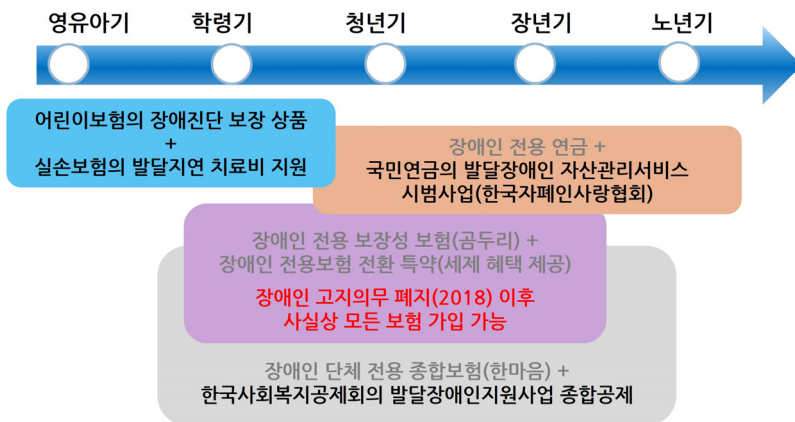 영유아기 학령기 청년기 장년기 노년기
어린이보험의 장애진단 보장 상품
+
실손보험의 발달지연 치료비 지원
장애인 전용 연금 +
국민연금의 발달장애인 자산관리서비스
시범사업(한국자폐인사랑협회)
장애인 전용 보장성 보험(곰두리) +
장애인 전용보험 전환 특약(세제 혜택 제공)
장애인 고지의무 폐지(2018) 이후
사실상 모든 보험 가입 가능
장애인 단체 전용 종합보험(한마음) +
한국사회복지공제회의 발달장애인지원사업 종합공제